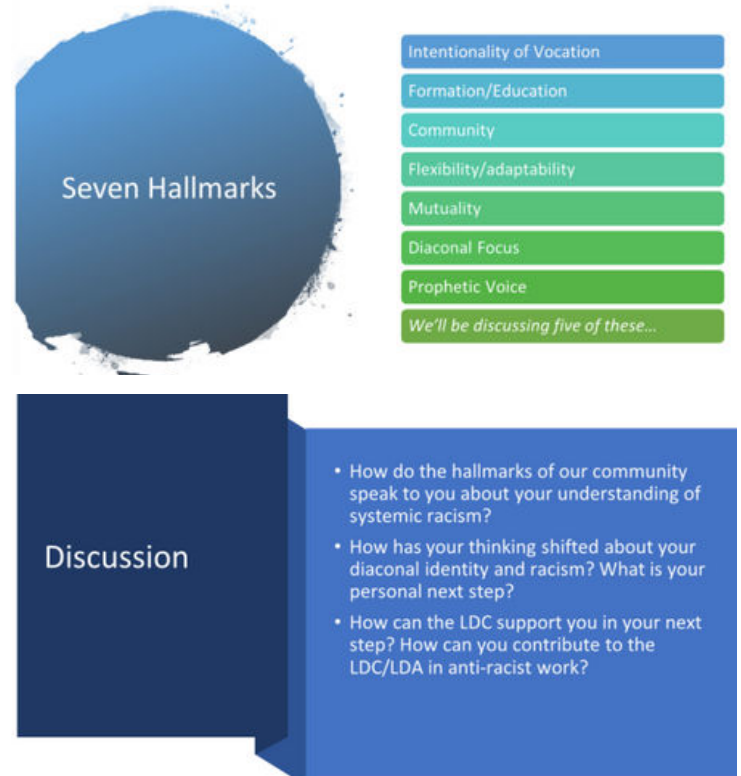 Seven Hallmarks
Intentionality of Vocation
Formation/Education
Community
Flexibility/adaptability
Mutuality
Diaconal Focus
Prophetic Voice
We'll be discussing five of these...
Discussion
• How do the hallmarks of our community
speak to you about your understanding of
systemic racism?
• How has your thinking shifted about your
diaconal identity and racism? What is your
personal next step?
• How can the LDC support you in your next
step? How can you contribute to the
LDC/LDA in anti-racist work?